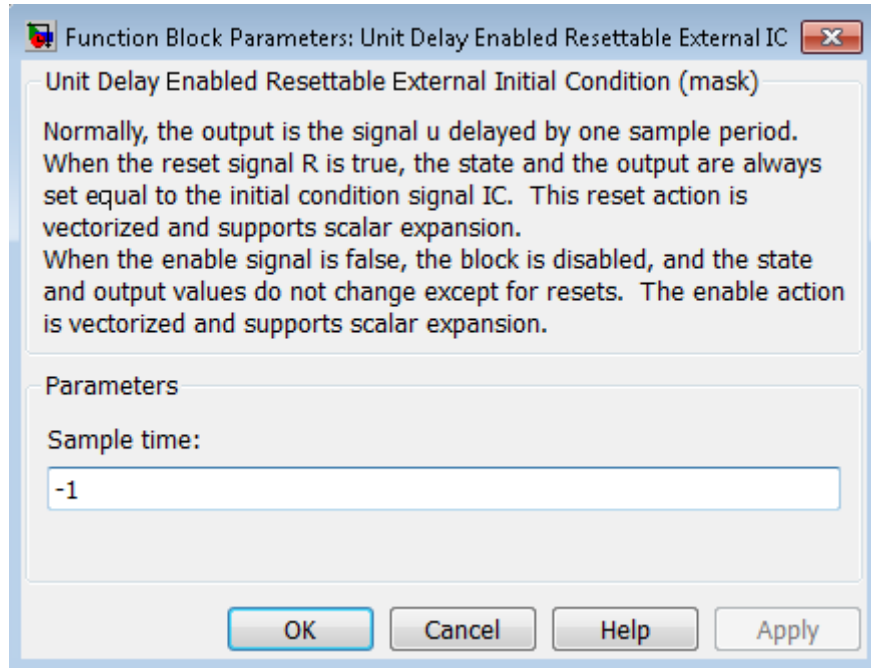 Function Block Parameters: Unit Delay Enabled Resettable External IC
Unit Delay Enabled Resettable External Initial Condition (mask)
Normally, the output is the signal u delayed by one sample period.
When the reset signal R is true, the state and the output are always
set equal to the initial condition signal IC.  This reset action is
vectorized and supports scalar expansion.
When the enable signal is false, the block is disabled, and the state
and output values do not change except for resets.  The enable action
is vectorized and supports scalar expansion.
Parameters
Sample time:
-1
OK Cancel Help Apply